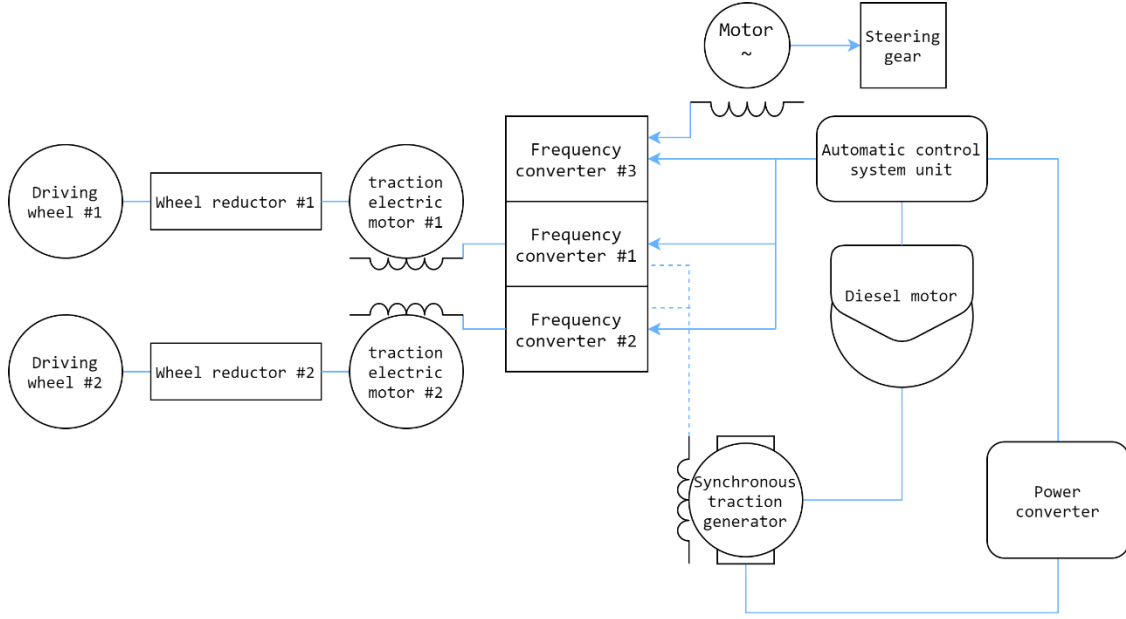 Motor
~
Steering
gear
Frequency
converter #3
Automatic control
system unit
Driving
wheel #1
Wheel reductor #1
traction
electric
motor #1
Frequency
converter #1
Diesel motor
Frequency
converter #2
Driving
wheel #2
Wheel reductor #2
traction
electric
motor #2
Synchronous
traction
generator
Power
converter